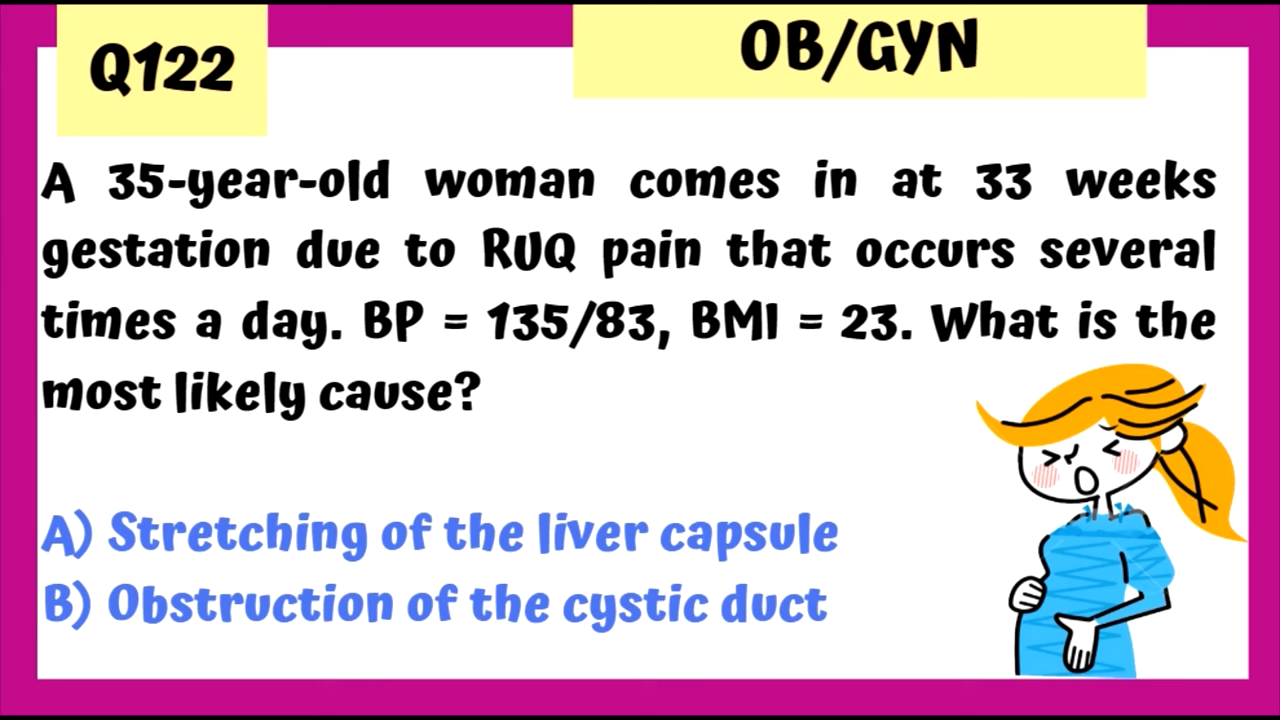 Q122
OB/GYN
A 35-year-old woman comes in at 33 weeks
gestation due to RUQ pain that occurs several
times a day. BP = 135/83, BMI = 23. What is the
most likely cause?
A) Stretching of the liver capsule
B) Obstruction of the cystic duct